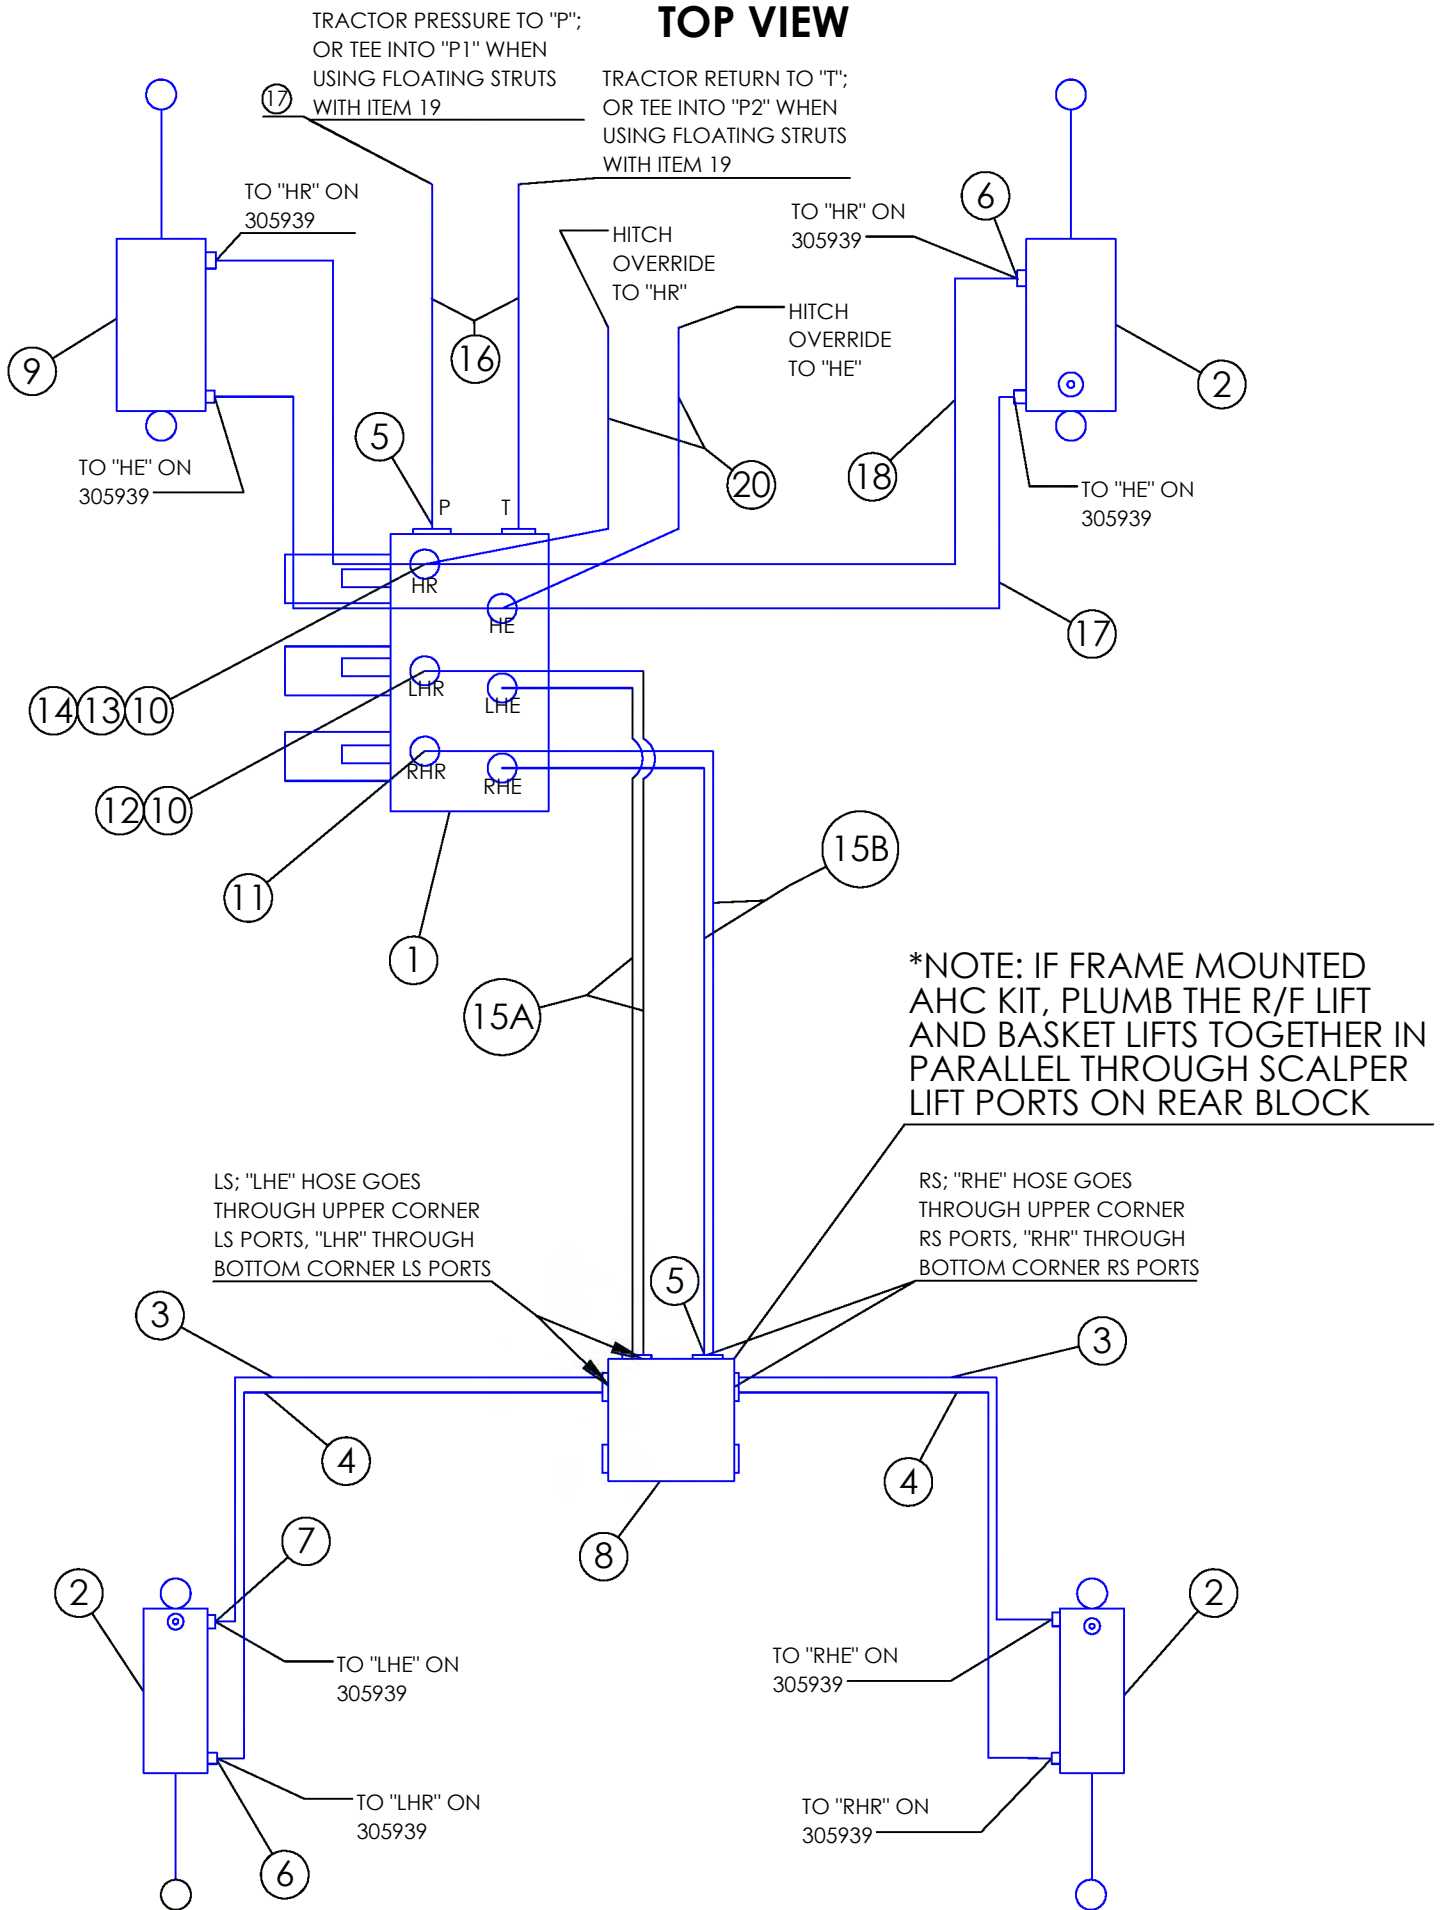 TOP VIEW
TRACTOR PRESSURE TO "P";
OR TEE INTO "P1" WHEN
USING FLOATING STRUTS
WITH ITEM 19
17
TRACTOR RETURN TO "T";
OR TEE INTO "P2" WHEN
USING FLOATING STRUTS
WITH ITEM 19
TO "HR" ON
305939
HITCH
OVERRIDE
TO "HR"
HITCH
OVERRIDE
TO "HE"
TO "HR" ON
305939
6
9
16
2
5
20
18
TO "HE" ON
305939
TO "HE" ON
305939
P
T
HR
HE
17
LHR
LHE
14
13
10
RHR
RHE
12
10
11
1
15B
15A
*NOTE: IF FRAME MOUNTED
AHC KIT, PLUMB THE R/F LIFT
AND BASKET LIFTS TOGETHER IN
PARALLEL THROUGH SCALPER
LIFT PORTS ON REAR BLOCK
LS; "LHE" HOSE GOES
THROUGH UPPER CORNER
LS PORTS, "LHR" THROUGH
BOTTOM CORNER LS PORTS
RS; "RHE" HOSE GOES
THROUGH UPPER CORNER
RS PORTS, "RHR" THROUGH
BOTTOM CORNER RS PORTS
5
3
3
4
4
8
7
2
2
TO "LHE" ON
305939
TO "RHE" ON
305939
TO "LHR" ON
305939
TO "RHR" ON
305939
6